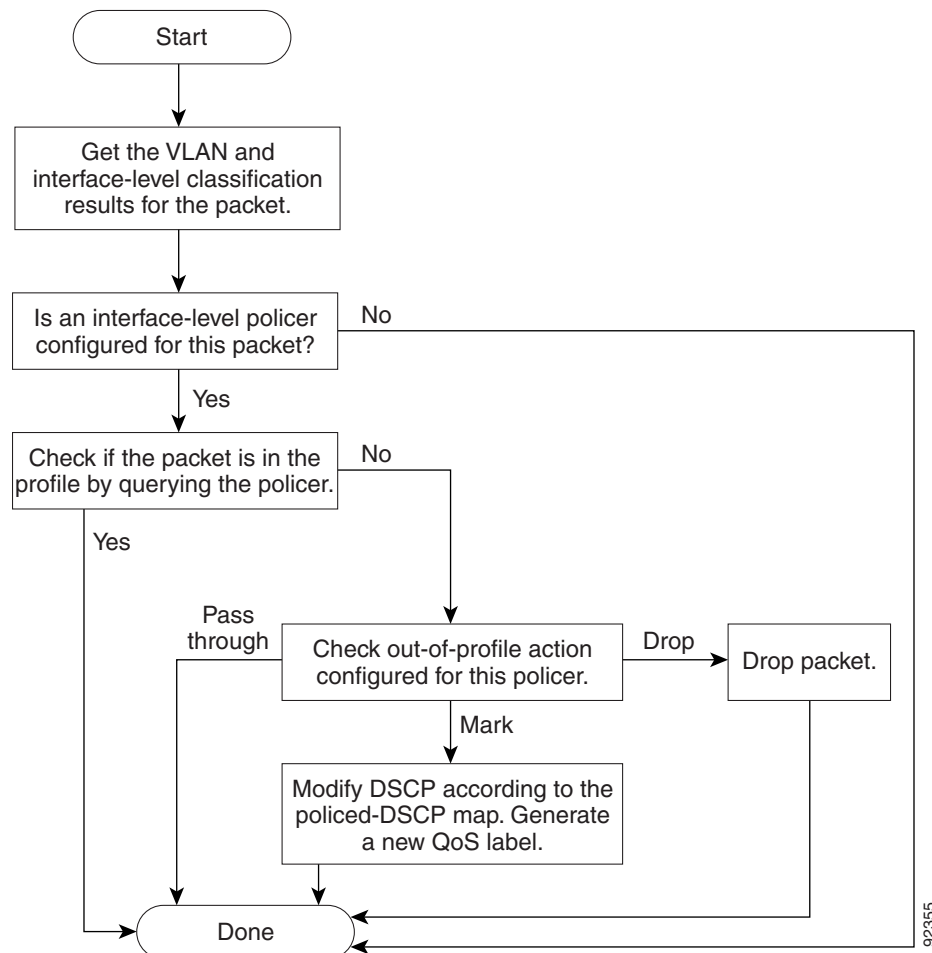 Start
Get the VLAN and
interface-level classification
results for the packet.
Is an interface-level policer
configured for this packet?
No
Yes
Check if the packet is in the
profile by querying the policer.
No
Yes
Pass
through
Check out-of-profile action
configured for this policer.
Drop
Drop packet.
Mark
Modify DSCP according to the
policed-DSCP map. Generate
a new QoS label.
Done
92355